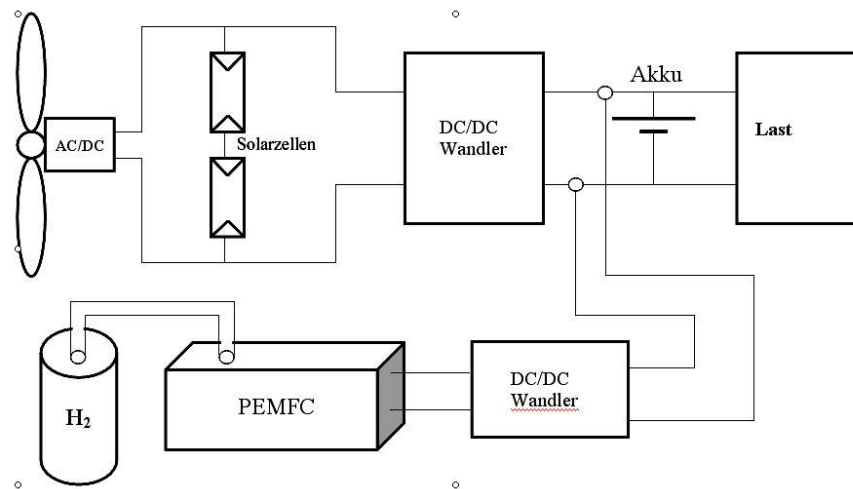 Akku
AC/DC
Solarzellen
DC/DC
Wandler
Last
H₂
PEMFC
DC/DC
Wandler